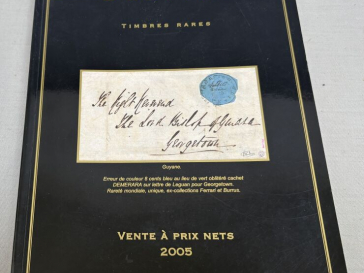 TIMBRES RARES
The Right Reverend
The Lord Bishop of Guiana
Georgetown
Guyane.
Erreur de couleur 8 cents bleu au lieu de vert oblitéré cachet
DEMERARA sur lettre de Leguan pour Georgetown.
Rareté mondiale, unique, ex-collections Ferrari et Burrus.
VENTE À PRIX NETS
2005